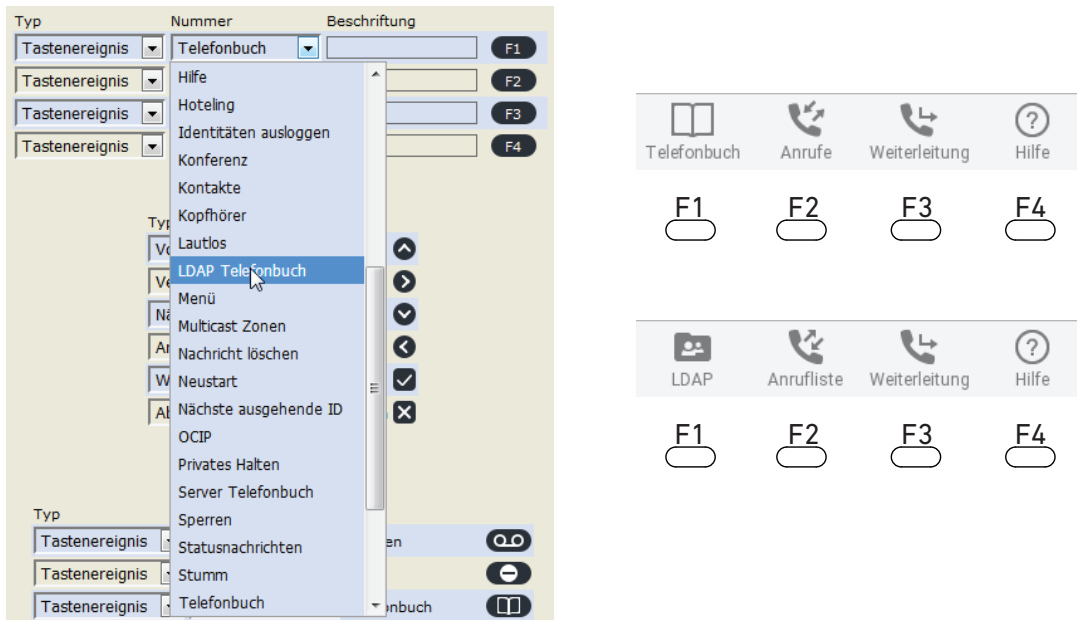 Typ Nummer Beschriftung
Tastenereignis Telefonbuch F1
Tastenereignis F2
Tastenereignis F3
Tastenereignis F4
Hilfe
Hoteling
Identitäten ausloggen
Konferenz
Kontakte
Kopfhörer
Lautlos
LDAP Telefonbuch
Menü
Multicast Zonen
Nachricht löschen
Neustart
Nächste ausgehende ID
OCIP
Privates Halten
Server Telefonbuch
Sperren
Statusnachrichten
Stumm
Telefonbuch
Typ
Tastenereignis
Tastenereignis
Tastenereignis
Telefonbuch Anrufe Weiterleitung Hilfe
F1 F2 F3 F4
LDAP Anrufliste Weiterleitung Hilfe
F1 F2 F3 F4